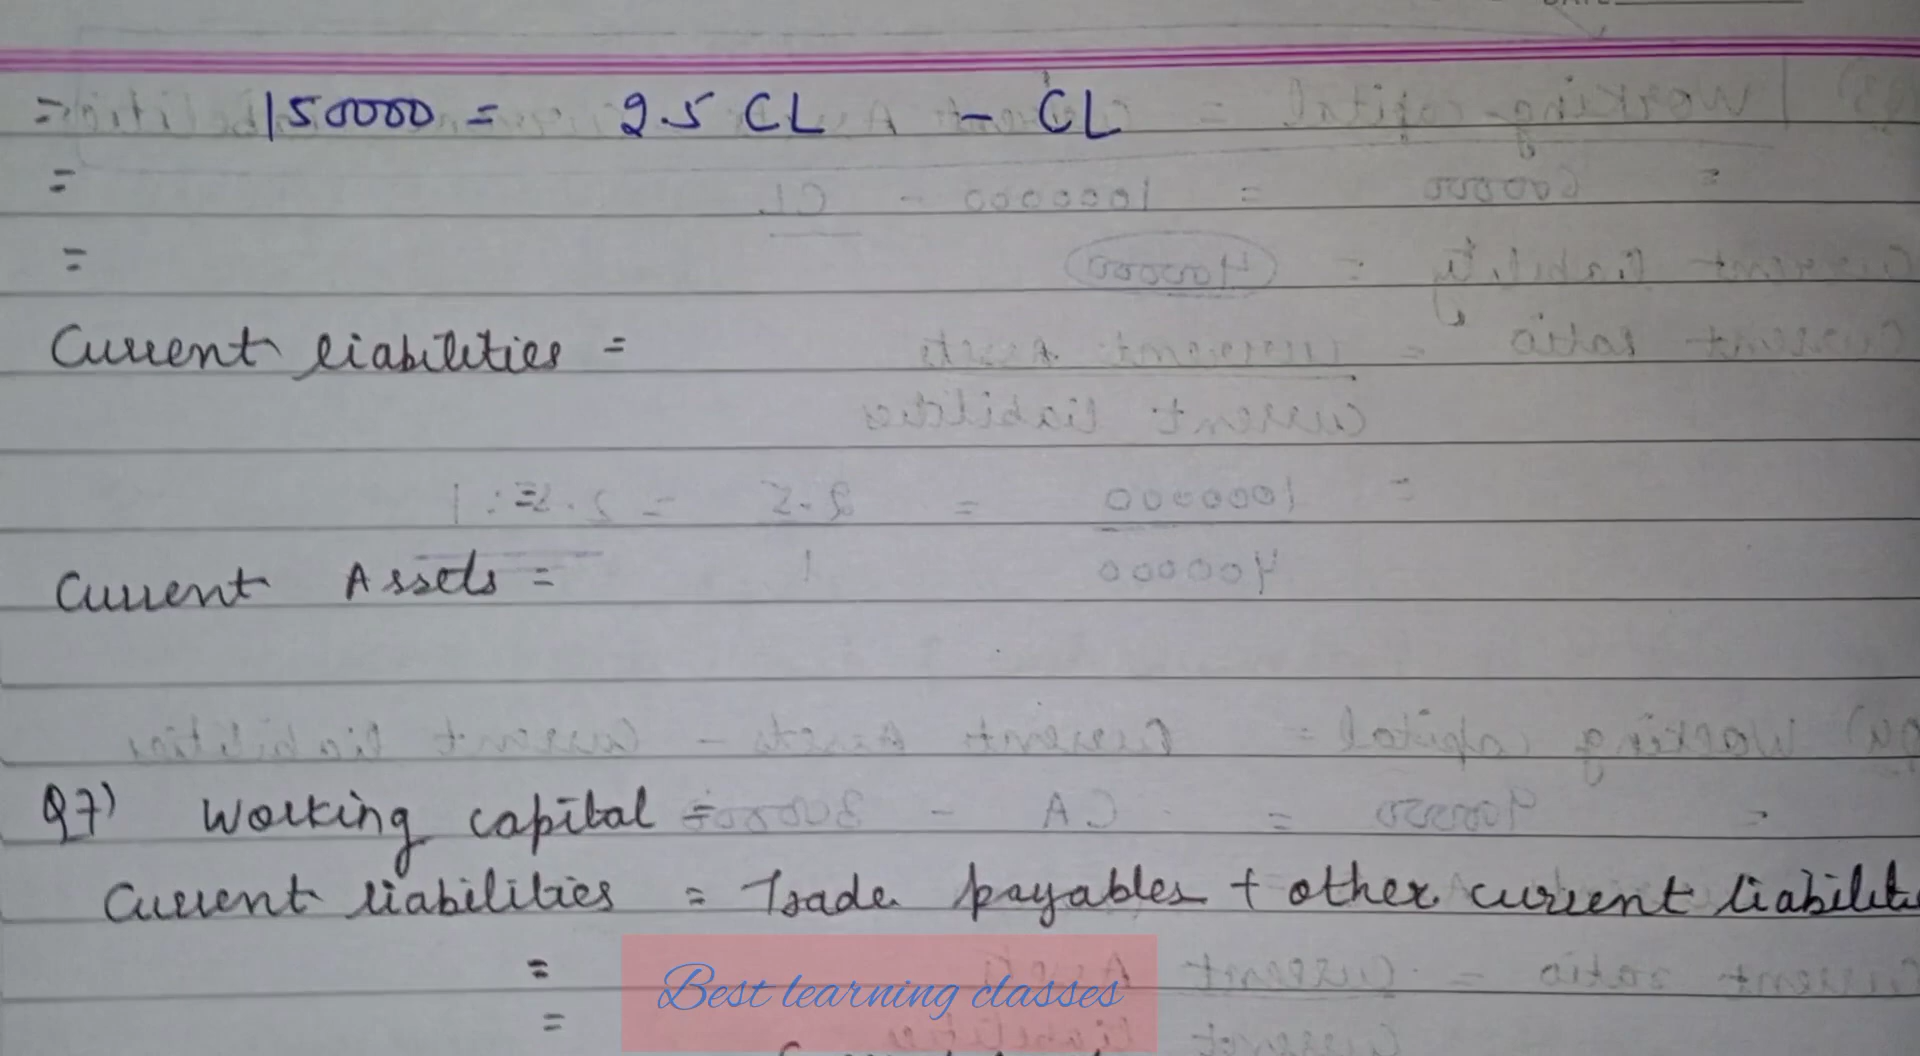 = 150000 = 2.5 CL - CL
=
=
Current liabilities =
Current Assets =
Q7) Working capital =
Current liabilities = Trade payables + other current liabiliti
=
=
Best learning classes